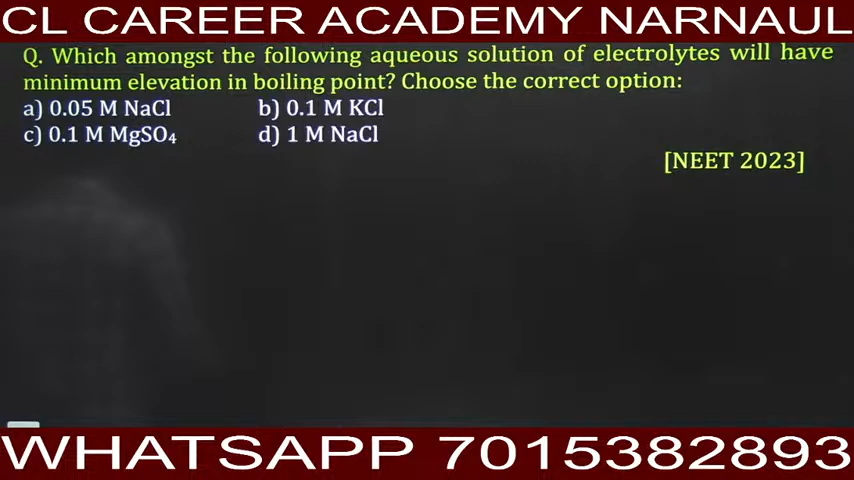 CL CAREER ACADEMY NARNAUL
Q. Which amongst the following aqueous solution of electrolytes will have
minimum elevation in boiling point? Choose the correct option:
a) 0.05 M NaCl b) 0.1 M KCl
c) 0.1 M MgSO₄ d) 1 M NaCl
[NEET 2023]
WHATSAPP 7015382893